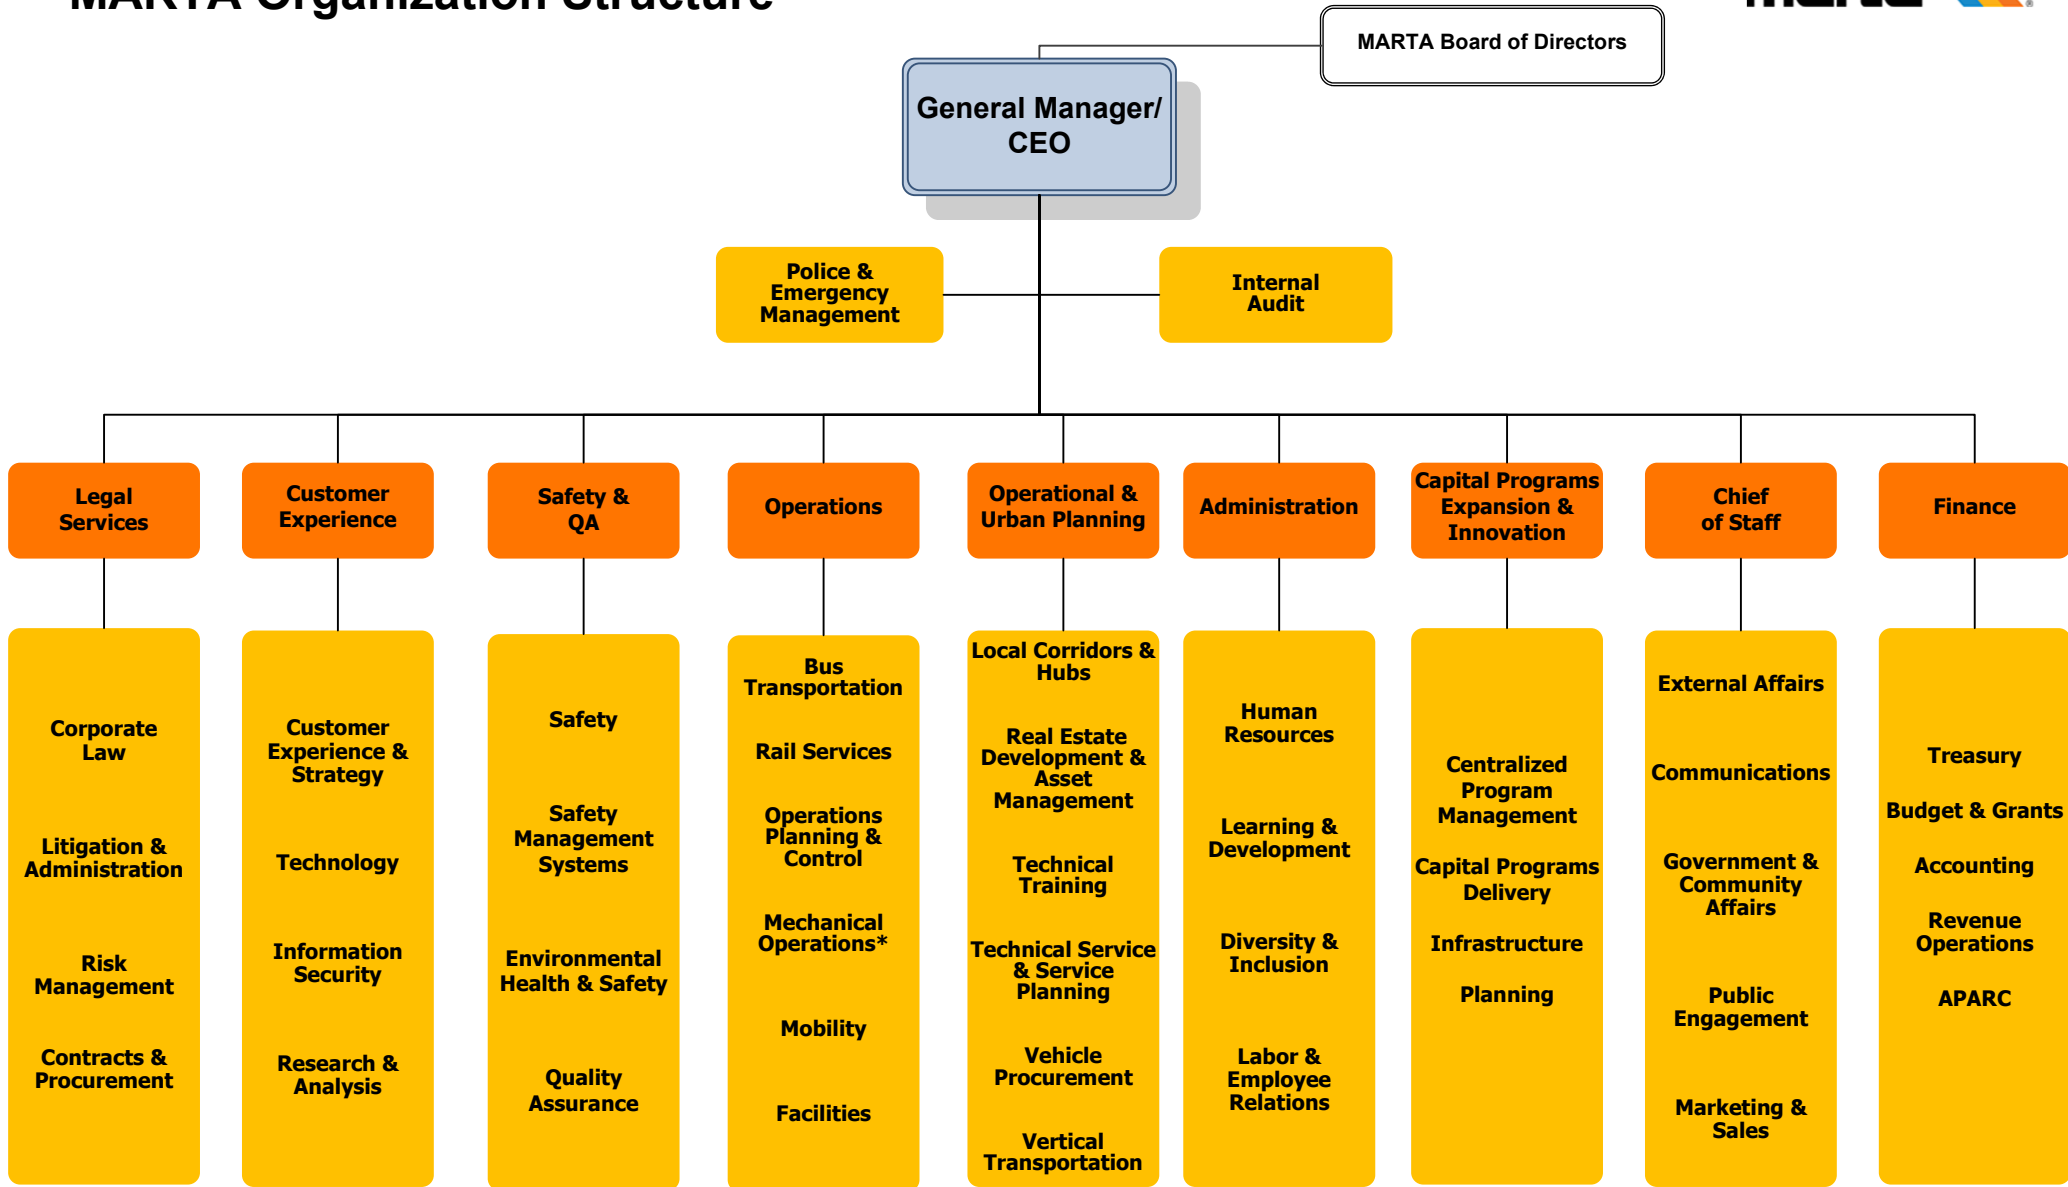 MARTA Organization Structure
marta
MARTA Board of Directors
General Manager/
CEO
Police &
Emergency
Management
Internal
Audit
Legal
Services
Customer
Experience
Safety &
QA
Operations
Operational &
Urban Planning
Administration
Capital Programs
Expansion &
Innovation
Chief
of Staff
Finance
Corporate
Law
Litigation &
Administration
Risk
Management
Contracts &
Procurement
Customer
Experience &
Strategy
Technology
Information
Security
Research &
Analysis
Safety
Safety
Management
Systems
Environmental
Health & Safety
Quality
Assurance
Bus
Transportation
Rail Services
Operations
Planning &
Control
Mechanical
Operations*
Mobility
Facilities
Local Corridors &
Hubs
Real Estate
Development &
Asset
Management
Technical
Training
Technical Service
& Service
Planning
Vehicle
Procurement
Vertical
Transportation
Human
Resources
Learning &
Development
Diversity &
Inclusion
Labor &
Employee
Relations
Centralized
Program
Management
Capital Programs
Delivery
Infrastructure
Planning
External Affairs
Communications
Government &
Community
Affairs
Public
Engagement
Marketing &
Sales
Treasury
Budget & Grants
Accounting
Revenue
Operations
APARC